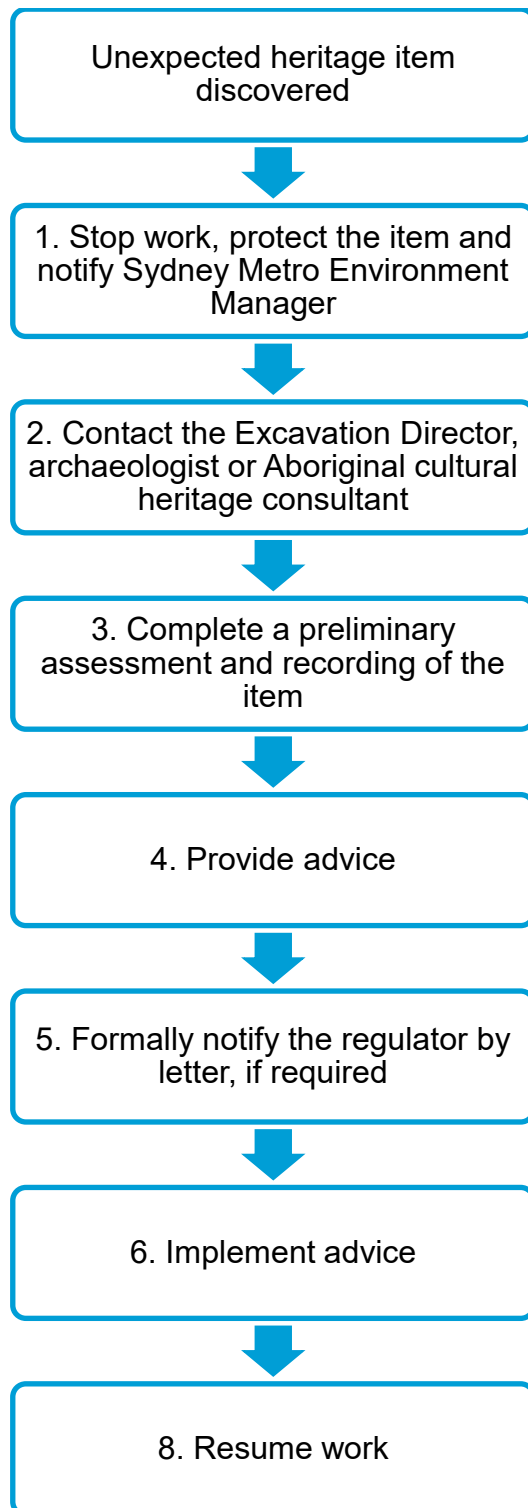 Unexpected heritage item
discovered
1. Stop work, protect the item and
notify Sydney Metro Environment
Manager
2. Contact the Excavation Director,
archaeologist or Aboriginal cultural
heritage consultant
3. Complete a preliminary
assessment and recording of the
item
4. Provide advice
5. Formally notify the regulator by
letter, if required
6. Implement advice
8. Resume work